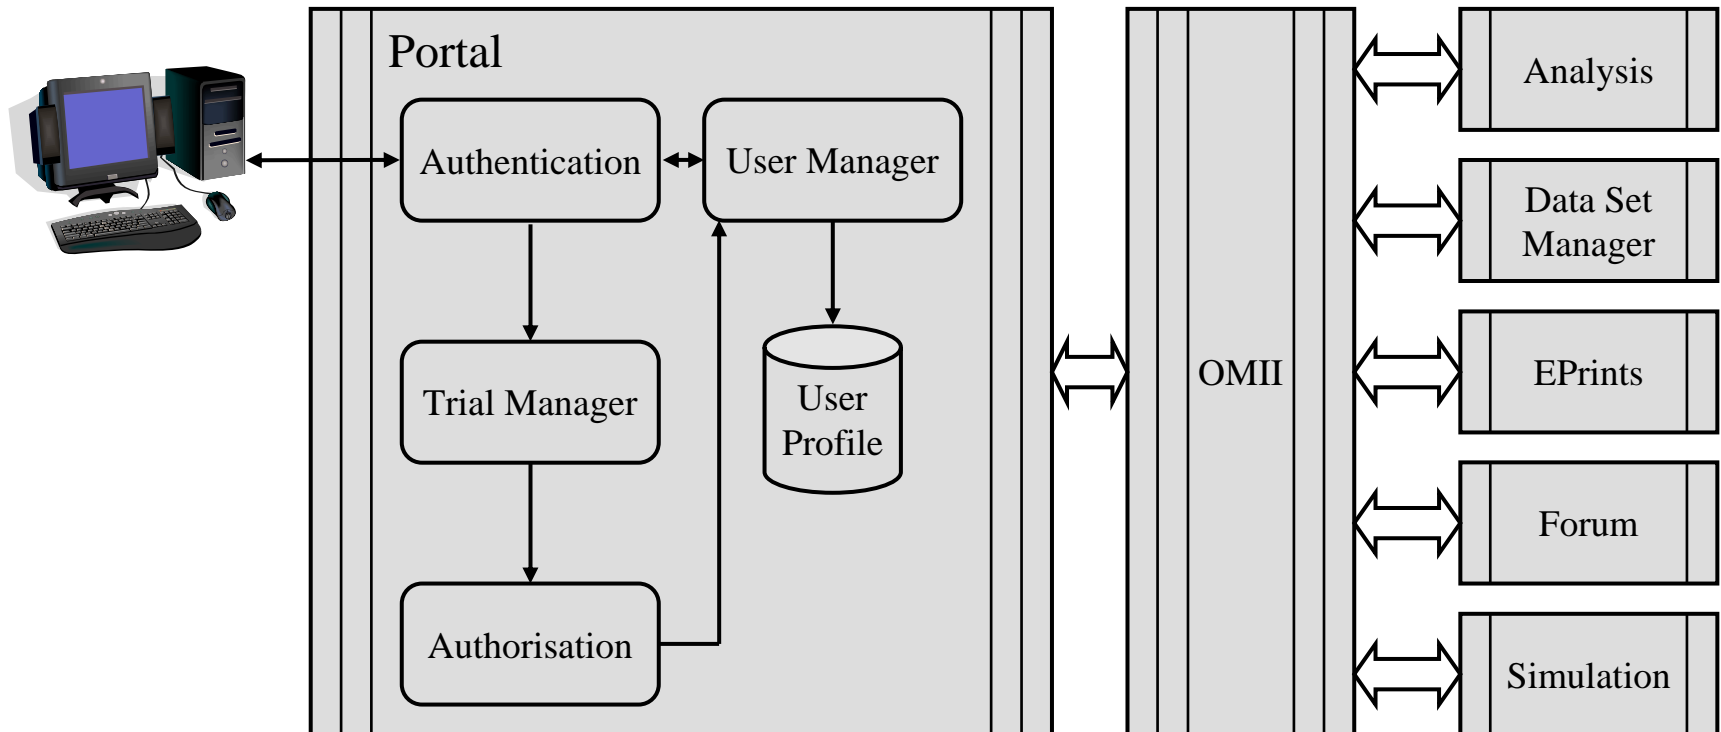 Portal
Authentication
User Manager
Trial Manager
User
Profile
Authorisation
OMII
Analysis
Data Set
Manager
EPrints
Forum
Simulation